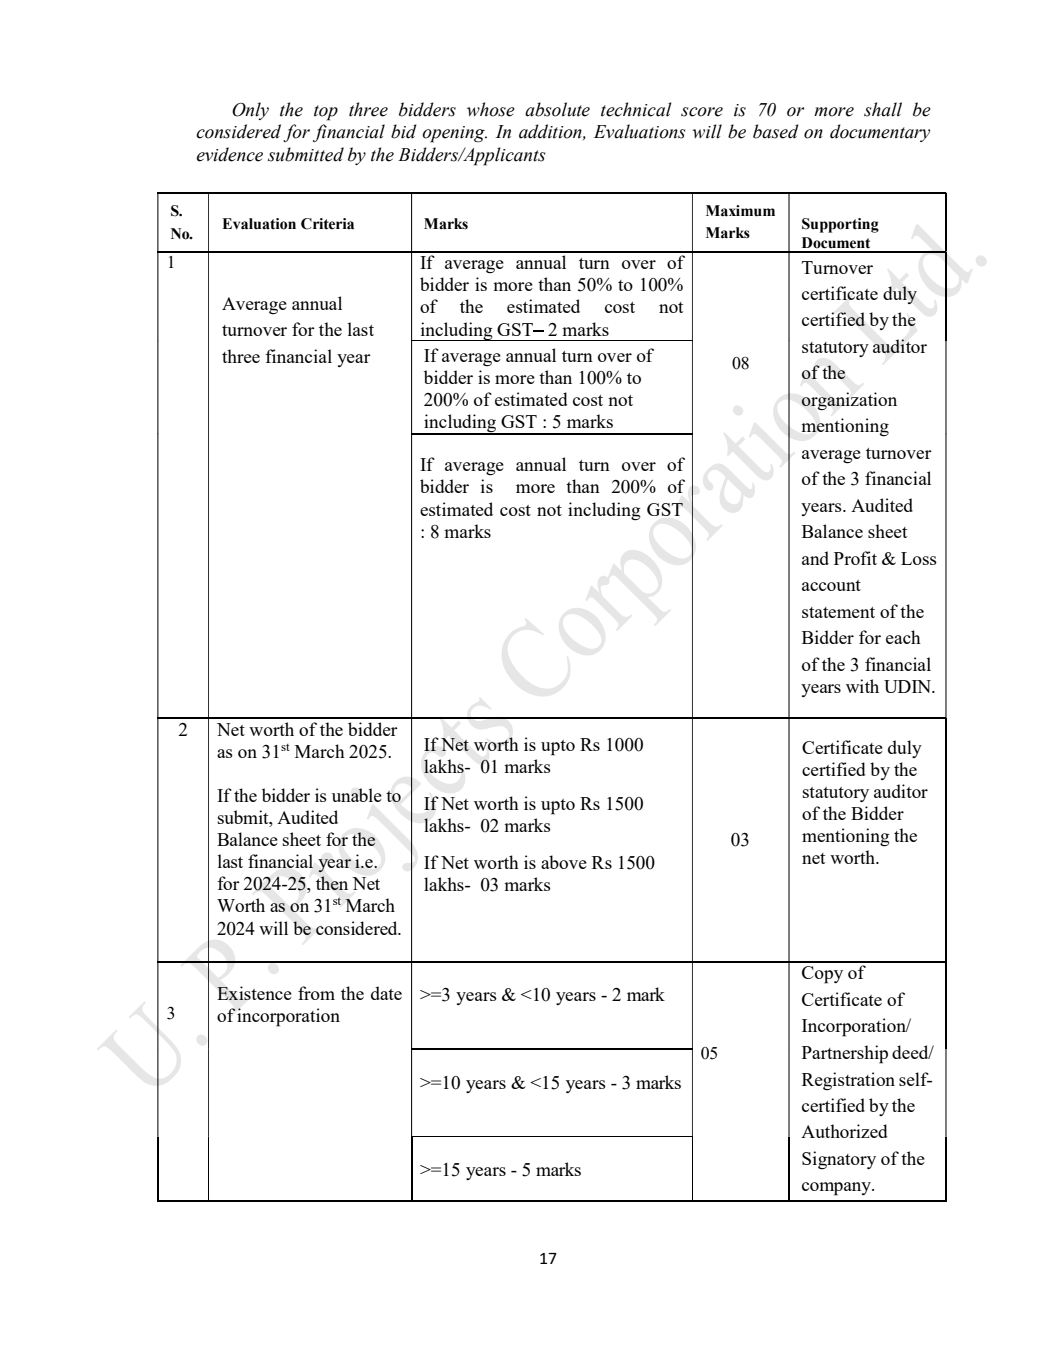 Only the top three bidders whose absolute technical score is 70 or more shall be
considered for financial bid opening. In addition, Evaluations will be based on documentary
evidence submitted by the Bidders/Applicants
S.
No.
Evaluation Criteria
Marks
Maximum
Marks
Supporting
Document
1
Average annual
turnover for the last
three financial year
If average annual turn over of
bidder is more than 50% to 100%
of the estimated cost not
including GST– 2 marks
If average annual turn over of
bidder is more than 100% to
200% of estimated cost not
including GST : 5 marks
If average annual turn over of
bidder is more than 200% of
estimated cost not including GST
: 8 marks
08
Turnover
certificate duly
certified by the
statutory auditor
of the
organization
mentioning
average turnover
of the 3 financial
years. Audited
Balance sheet
and Profit & Loss
account
statement of the
Bidder for each
of the 3 financial
years with UDIN.
2
Net worth of the bidder
as on 31st March 2025.
If the bidder is unable to
submit, Audited
Balance sheet for the
last financial year i.e.
for 2024-25, then Net
Worth as on 31st March
2024 will be considered.
If Net worth is upto Rs 1000
lakhs- 01 marks
If Net worth is upto Rs 1500
lakhs- 02 marks
If Net worth is above Rs 1500
lakhs- 03 marks
03
Certificate duly
certified by the
statutory auditor
of the Bidder
mentioning the
net worth.
3
Existence from the date
of incorporation
>=3 years & <10 years - 2 mark
>=10 years & <15 years - 3 marks
>=15 years - 5 marks
05
Copy of
Certificate of
Incorporation/
Partnership deed/
Registration self-
certified by the
Authorized
Signatory of the
company.
U. P. Projects Corporation Ltd.
17